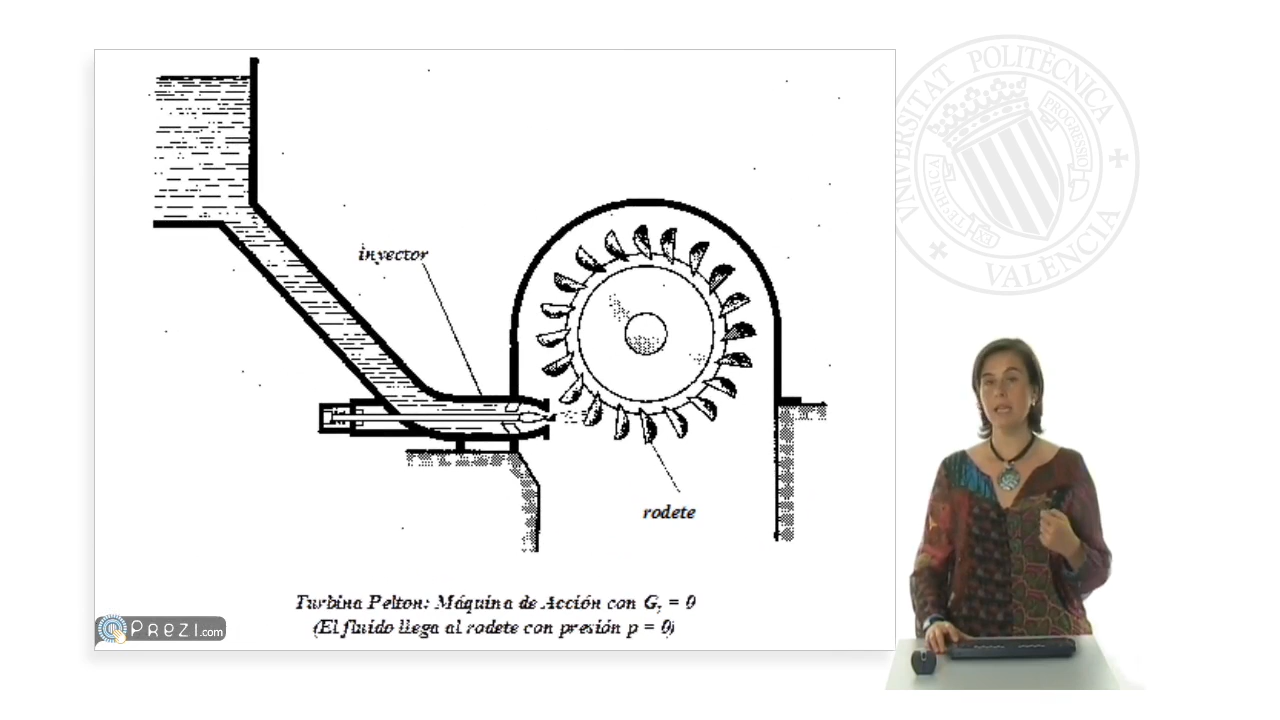 UNIVERSITAT POLITÈCNICA
VALÈNCIA
PROGRESSIO
inyector
rodete
Turbina Pelton: Máquina de Acción con Gr = 0
(El fluido llega al rodete con presión p = 0)
PREZI.com